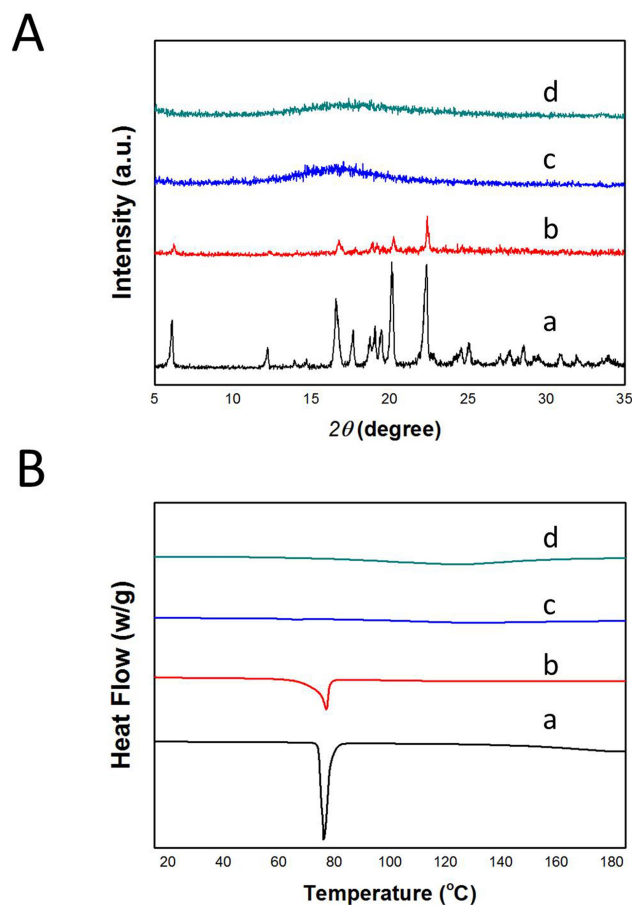 A
d
c
b
a
Intensity (a.u.)
5 10 15 20 25 30 35
2θ (degree)
B
d
c
b
a
Heat Flow (w/g)
20 40 60 80 100 120 140 160 180
Temperature (°C)